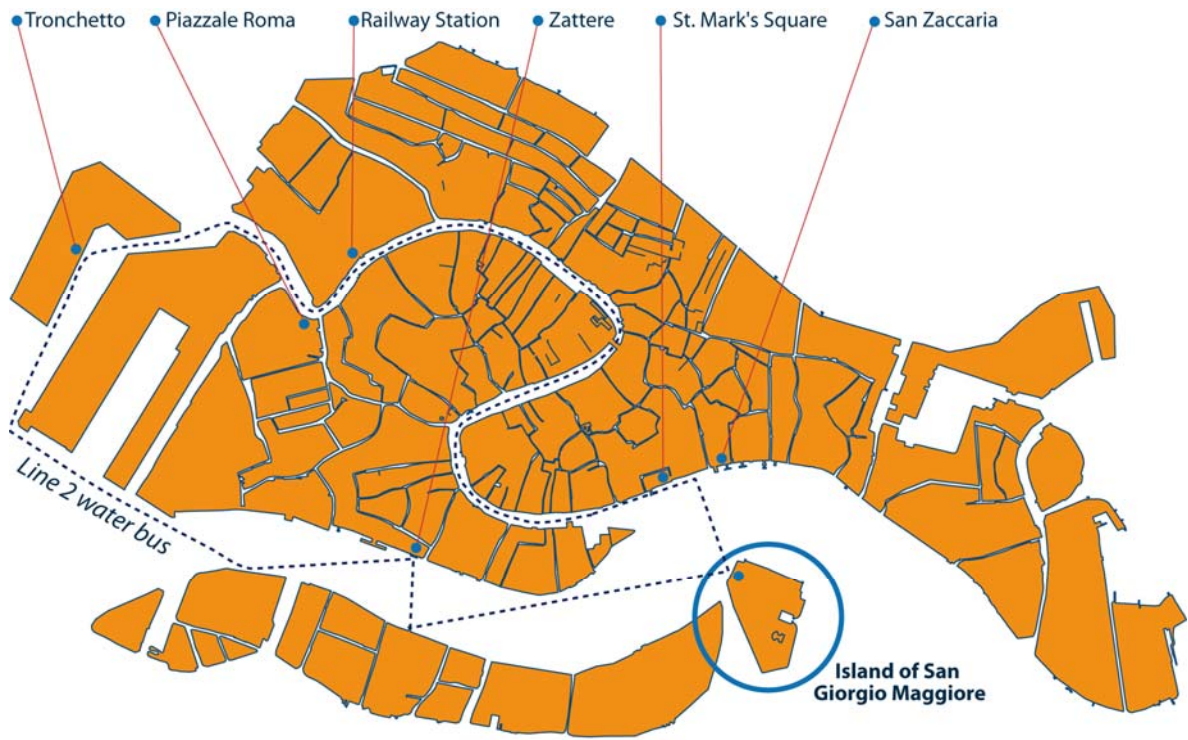 Tronchetto
Piazzale Roma
Railway Station
Zattere
St. Mark's Square
San Zaccaria
Line 2 water bus
Island of San
Giorgio Maggiore